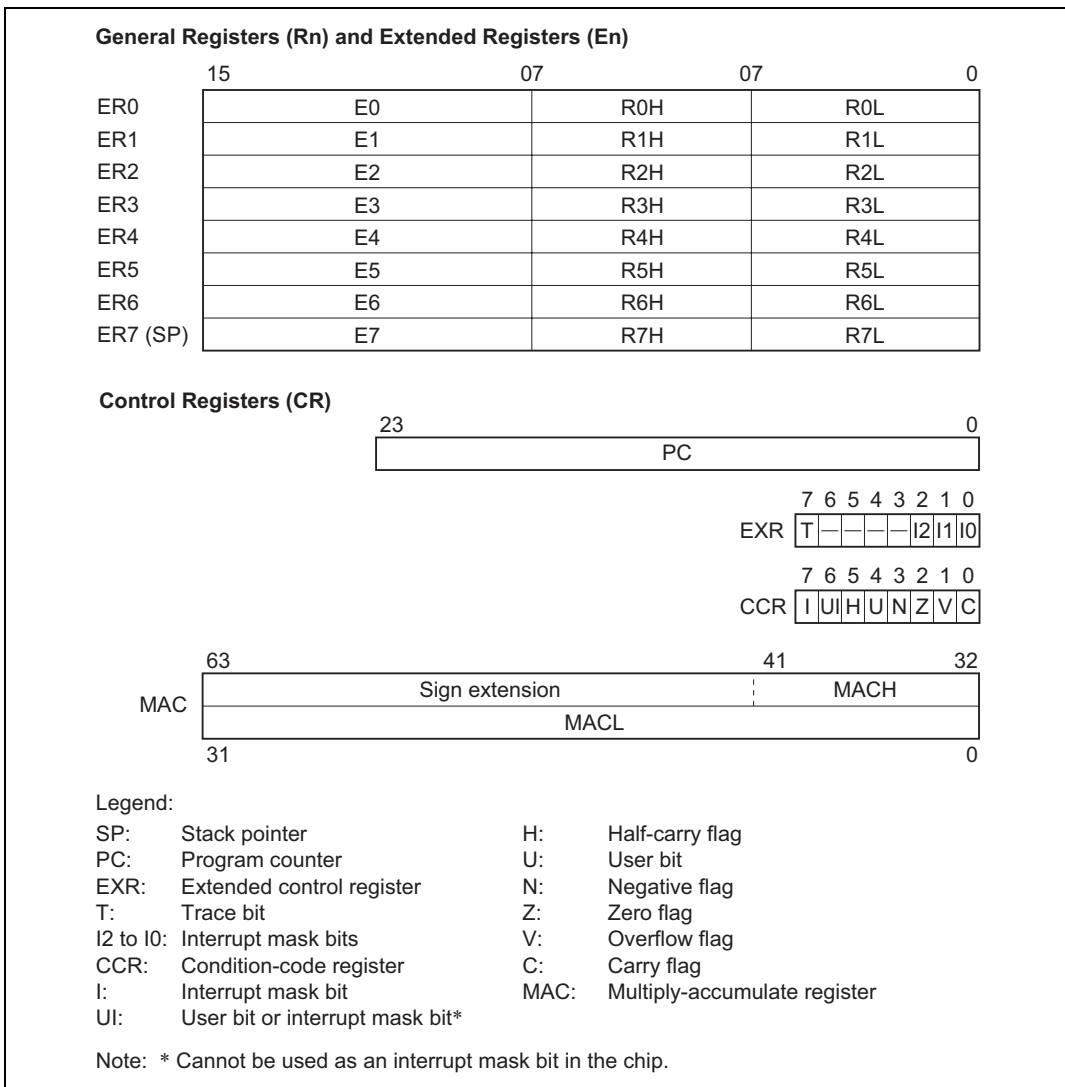 General Registers (Rn) and Extended Registers (En)
15 07 07 0
ER0 E0 R0H R0L
ER1 E1 R1H R1L
ER2 E2 R2H R2L
ER3 E3 R3H R3L
ER4 E4 R4H R4L
ER5 E5 R5H R5L
ER6 E6 R6H R6L
ER7 (SP) E7 R7H R7L
Control Registers (CR)
23 0
PC
7 6 5 4 3 2 1 0
EXR T — — — — I2 I1 I0
7 6 5 4 3 2 1 0
CCR I UI H U N Z V C
63 41 32
MAC Sign extension MACH
MACL
31 0
Legend:
SP: Stack pointer H: Half-carry flag
PC: Program counter U: User bit
EXR: Extended control register N: Negative flag
T: Trace bit Z: Zero flag
I2 to I0: Interrupt mask bits V: Overflow flag
CCR: Condition-code register C: Carry flag
I: Interrupt mask bit MAC: Multiply-accumulate register
UI: User bit or interrupt mask bit*
Note: * Cannot be used as an interrupt mask bit in the chip.